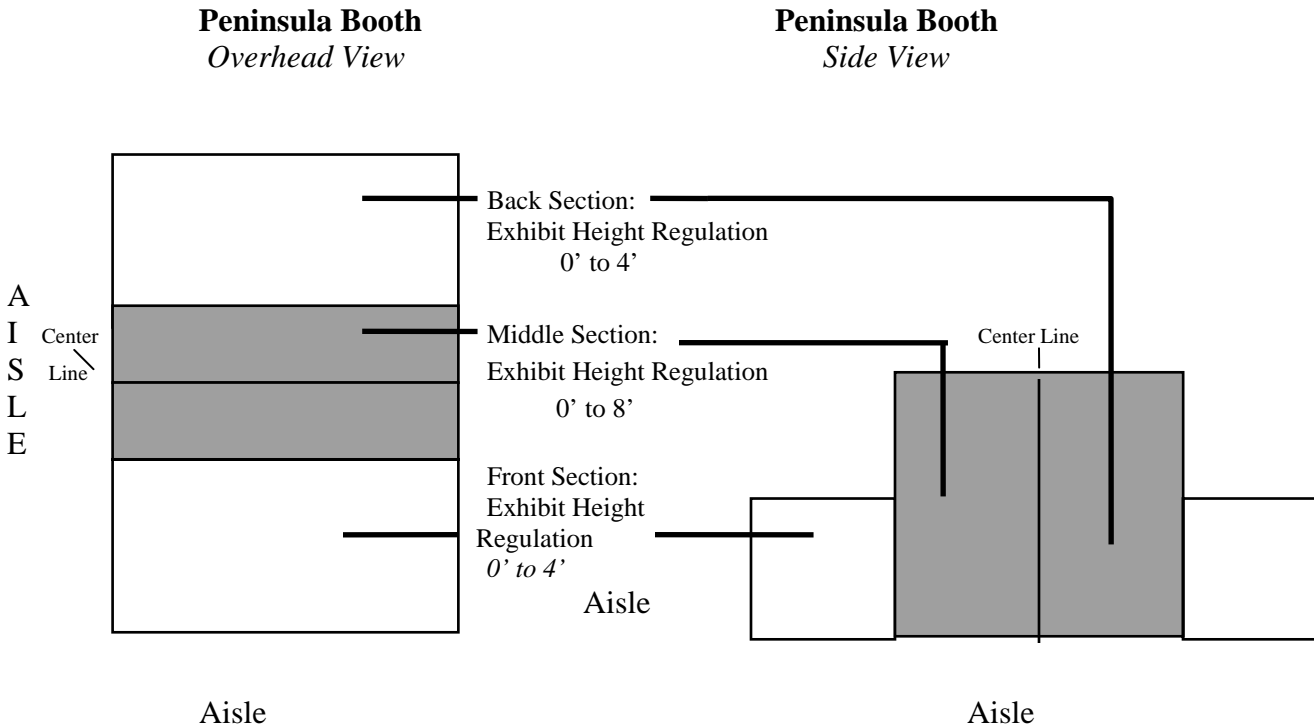 Peninsula Booth
Overhead View
Peninsula Booth
Side View
Back Section:
Exhibit Height Regulation
0’ to 4’
A
I
S
L
E
Center
Line
Middle Section:
Exhibit Height Regulation
0’ to 8’
Center Line
Front Section:
Exhibit Height
Regulation
0’ to 4’
Aisle
Aisle
Aisle